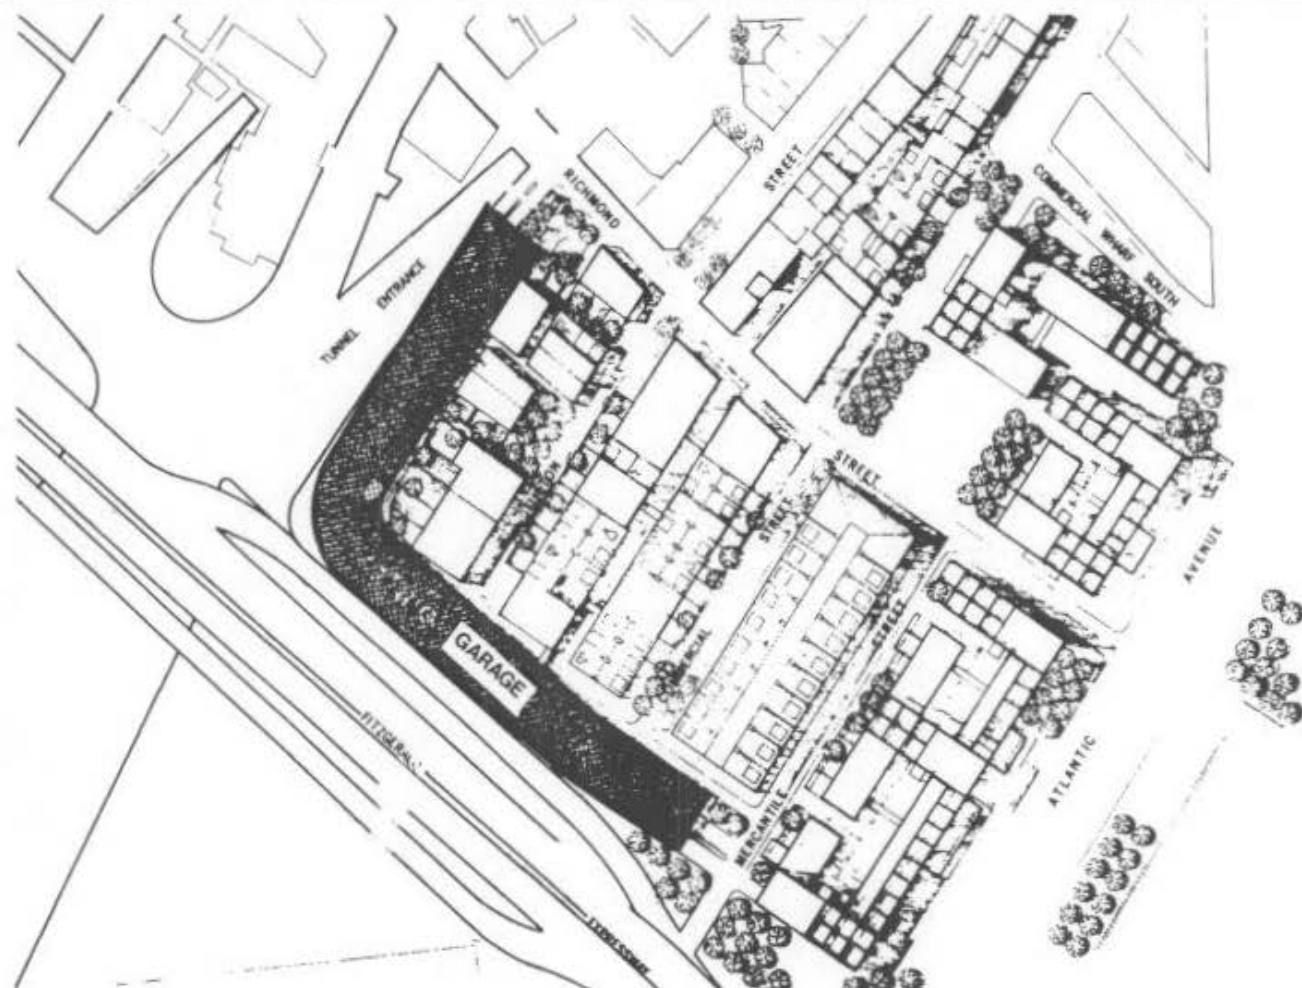 STREET
RICHMOND
COMMERCIAL WHARF SOUTH
TUNNEL ENTRANCE
STREET
STREET
AVENUE
STREET
GARAGE
FITZGERALD
ATLANTIC
MERCANTILE
EXPRESSWAY